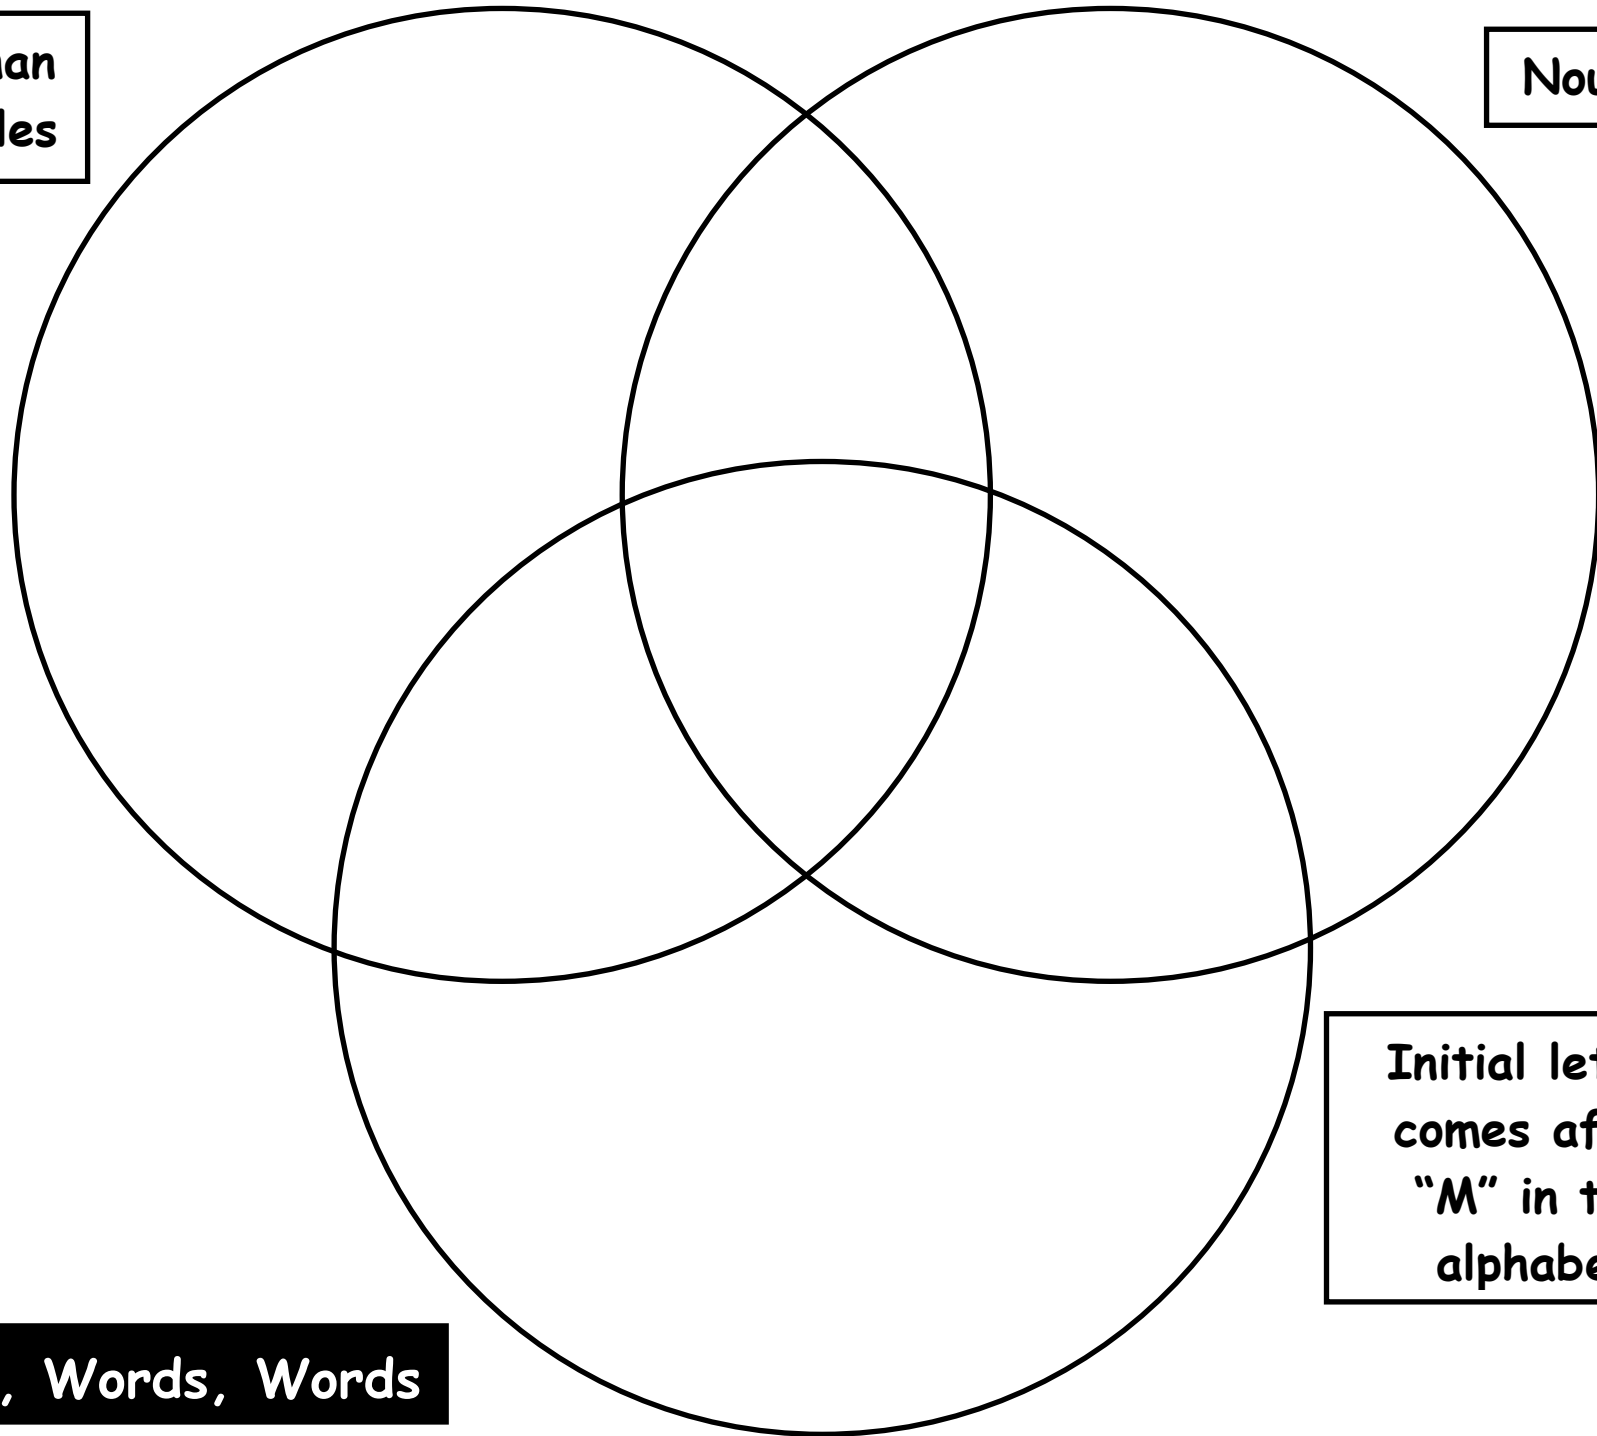 an
les
Nou
Initial let
comes af
“M” in t
alphabe
, Words, Words